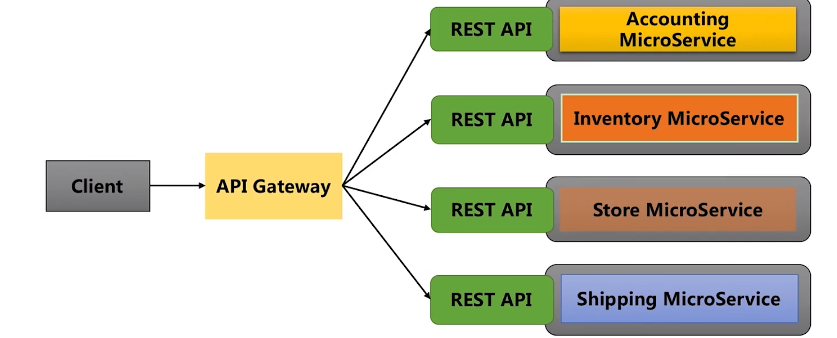 REST API
Accounting
MicroService
REST API
Inventory MicroService
Client
API Gateway
REST API
Store MicroService
REST API
Shipping MicroService